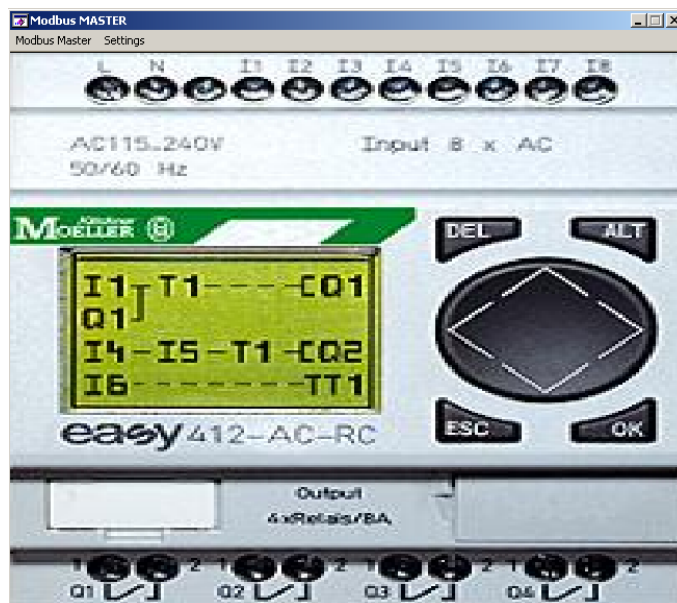 Modbus MASTER
Modbus Master Settings
L N I1 I2 I3 I4 I5 I6 I7 I8
AC115..240V
50/60 Hz
Input 8 x AC
MOELLER
DEL ALT
I1 T1----[Q1
Q1
I4-I5-T1-[Q2
I6-------TT1
easy 412-AC-RC
ESC OK
Output
4xRelais/8A
1 2 1 2 1 2 1 2
Q1 Q2 Q3 Q4